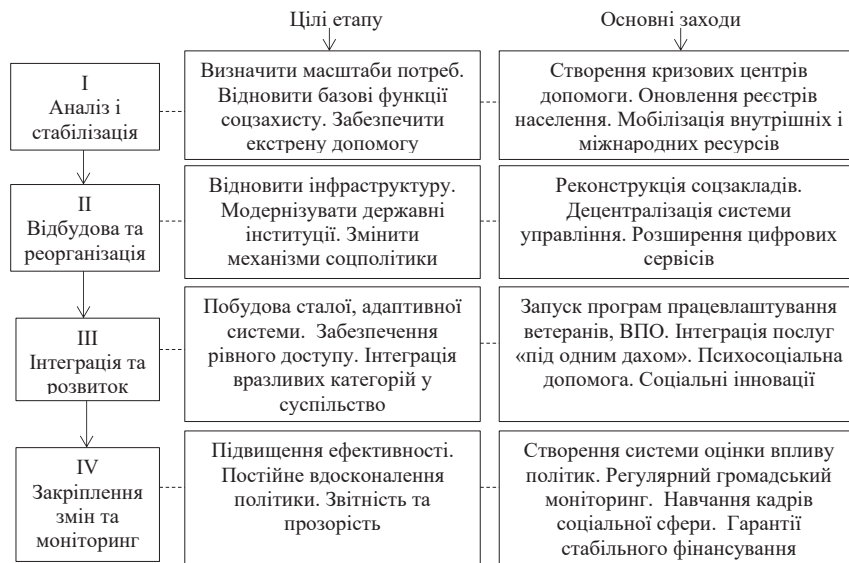 Цілі етапу
Основні заходи
I
Аналіз і
стабілізація
Визначити масштаби потреб.
Відновити базові функції
соцзахисту. Забезпечити
екстрену допомогу
Створення кризових центрів
допомоги. Оновлення реєстрів
населення. Мобілізація внутрішніх і
міжнародних ресурсів
II
Відбудова та
реорганізація
Відновити інфраструктуру.
Модернізувати державні
інституції. Змінити
механізми соцполітики
Реконструкція соцзакладів.
Децентралізація системи
управління. Розширення цифрових
сервісів
III
Інтеграція та
розвиток
Побудова сталої, адаптивної
системи. Забезпечення
рівного доступу. Інтеграція
вразливих категорій у
суспільство
Запуск програм працевлаштування
ветеранів, ВПО. Інтеграція послуг
«під одним дахом». Психосоціальна
допомога. Соціальні інновації
IV
Закріплення
змін та
моніторинг
Підвищення ефективності.
Постійне вдосконалення
політики. Звітність та
прозорість
Створення системи оцінки впливу
політик. Регулярний громадський
моніторинг. Навчання кадрів
соціальної сфери. Гарантії
стабільного фінансування